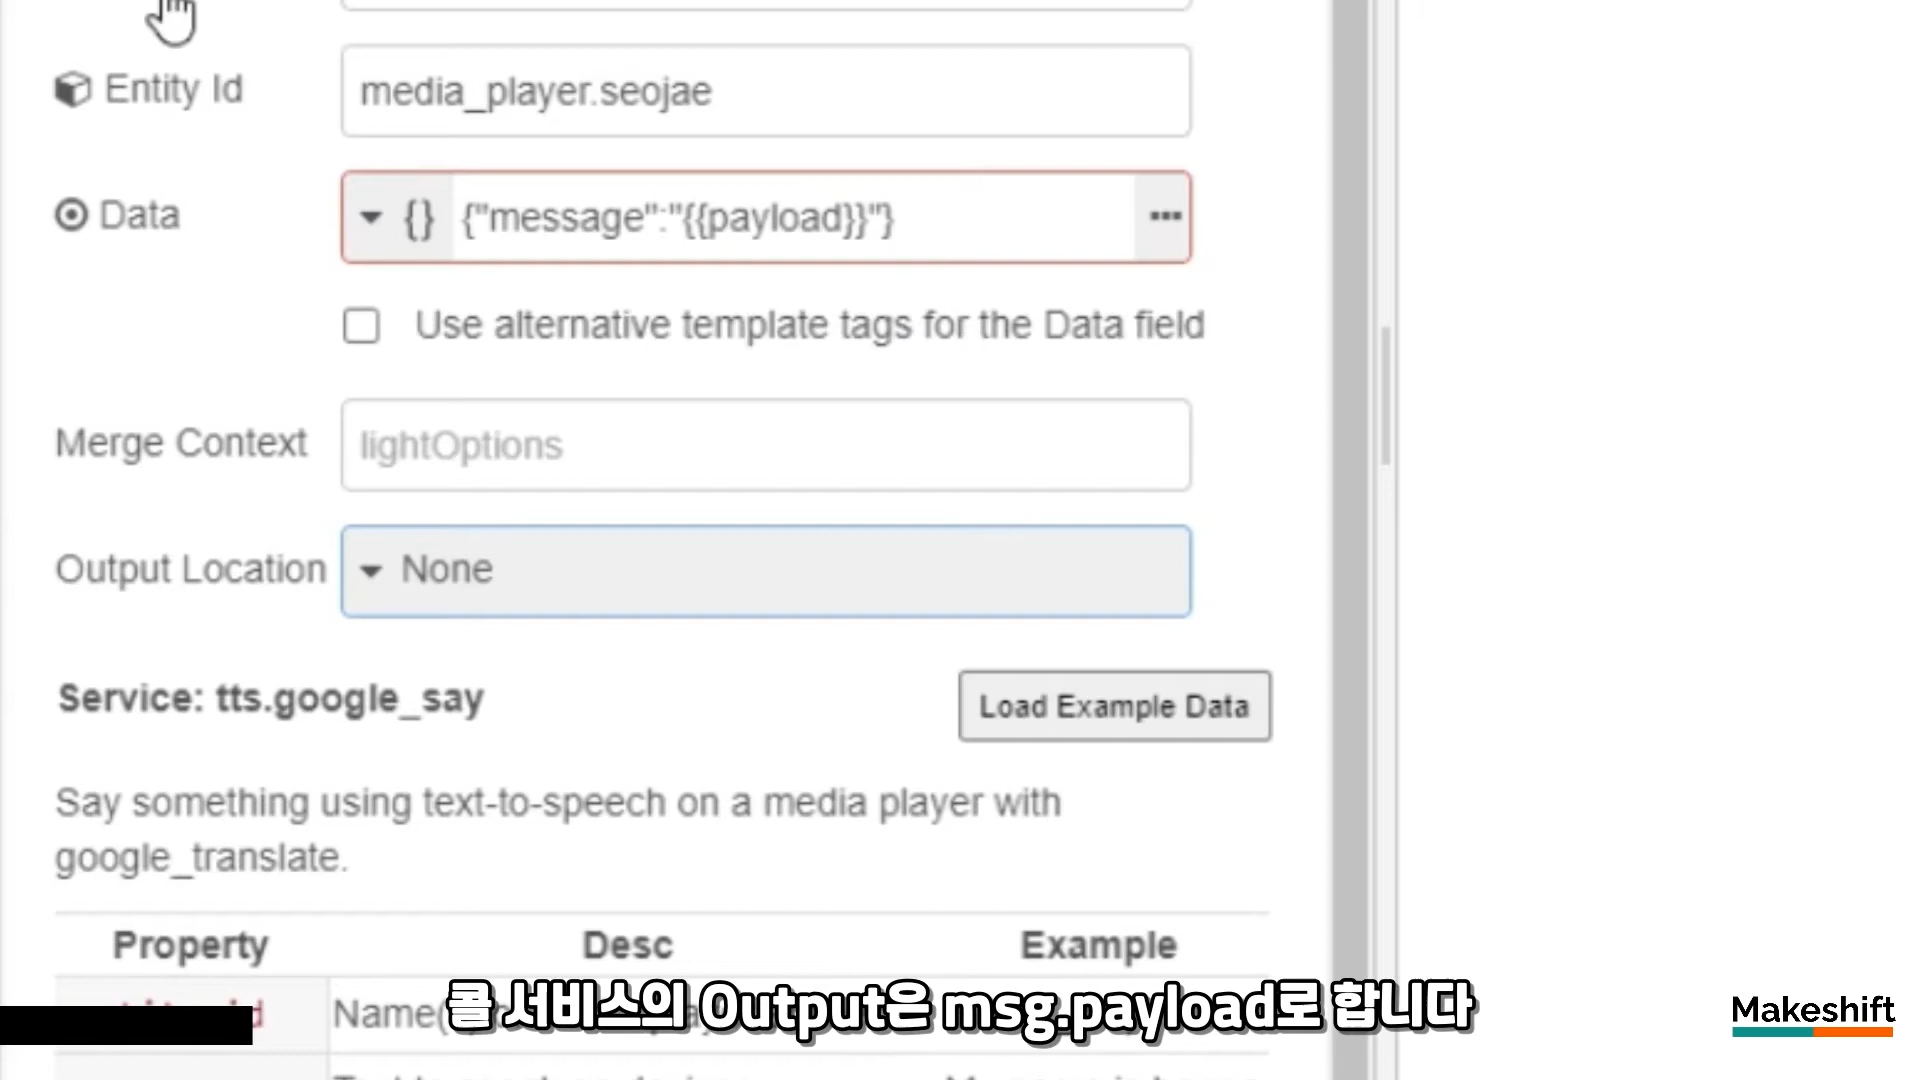 Entity Id
media_player.seojae
Data
{} {"message":"{{payload}}"}
Use alternative template tags for the Data field
Merge Context
lightOptions
Output Location
None
Service: tts.google_say
Load Example Data
Say something using text-to-speech on a media player with
google_translate.
Property Desc Example
Name(
콜 서비스의 Output은 msg.payload로 합니다
Makeshift